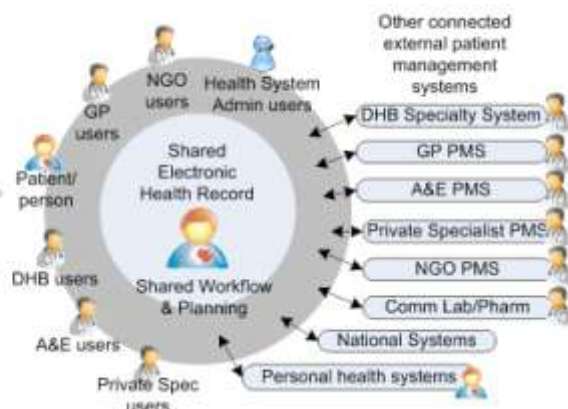 Other connected
external patient
management
systems
NGO
users
Health System
Admin users
GP
users
Patient/
person
DHB users
A&E users
Private Spec
users
Shared
Electronic
Health Record
Shared Workflow
& Planning
DHB Specialty System
GP PMS
A&E PMS
Private Specialist PMS
NGO PMS
Comm Lab/Pharm
National Systems
Personal health systems